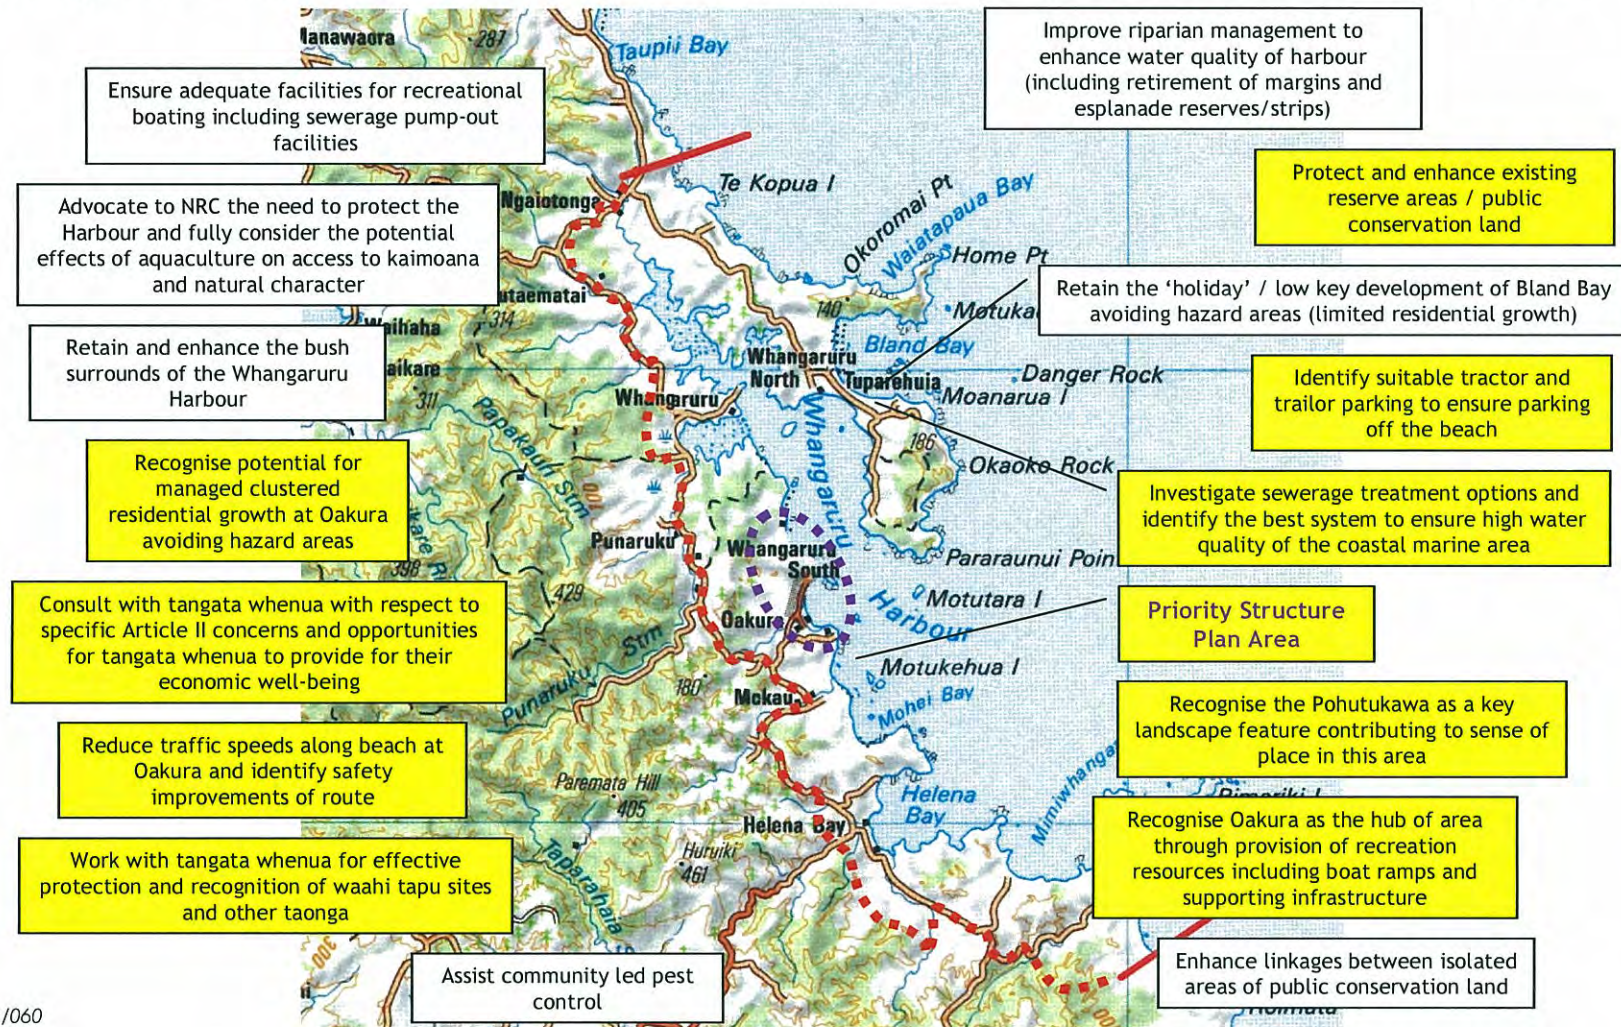 Manawaora
287
Taupiri Bay
Improve riparian management to
enhance water quality of harbour
(including retirement of margins and
esplanade reserves/strips)
Ensure adequate facilities for recreational
boating including sewerage pump-out
facilities
Protect and enhance existing
reserve areas / public
conservation land
Te Kopua I
Okoromai Pt
Waiatapaua Bay
Home Pt
Ngaiotonga
Advocate to NRC the need to protect the
Harbour and fully consider the potential
effects of aquaculture on access to kaimoana
and natural character
utaematai
314
140
Motuka
Retain the ‘holiday’ / low key development of Bland Bay
avoiding hazard areas (limited residential growth)
Waihaha
aikare
311
Retain and enhance the bush
surrounds of the Whangaruru
Harbour
Bland Bay
Whangaruru
North
Tuparehuia
Danger Rock
Moanarua I
Whangaruru
Identify suitable tractor and
trailor parking to ensure parking
off the beach
Papakauri Stm
186
Okaoko Rock
Recognise potential for
managed clustered
residential growth at Oakura
avoiding hazard areas
Investigate sewerage treatment options and
identify the best system to ensure high water
quality of the coastal marine area
Whangaruru
Harbour
Punaruku
Whangaruru
South
Pararaunui Poin
398
429
Motutara I
Consult with tangata whenua with respect to
specific Article II concerns and opportunities
for tangata whenua to provide for their
economic well-being
Priority Structure
Plan Area
Oakura
Punaruku Stm
180
Motukehua I
Mokau
Mohei Bay
Recognise the Pohutukawa as a key
landscape feature contributing to sense of
place in this area
Reduce traffic speeds along beach at
Oakura and identify safety
improvements of route
Paremata Hill
405
Helena
Bay
Mimiwhanga
Rimariki I
Helena Bay
Huruiki
461
Recognise Oakura as the hub of area
through provision of recreation
resources including boat ramps and
supporting infrastructure
Work with tangata whenua for effective
protection and recognition of waahi tapu sites
and other taonga
Taparahaia
300
Assist community led pest
control
Enhance linkages between isolated
areas of public conservation land
/060